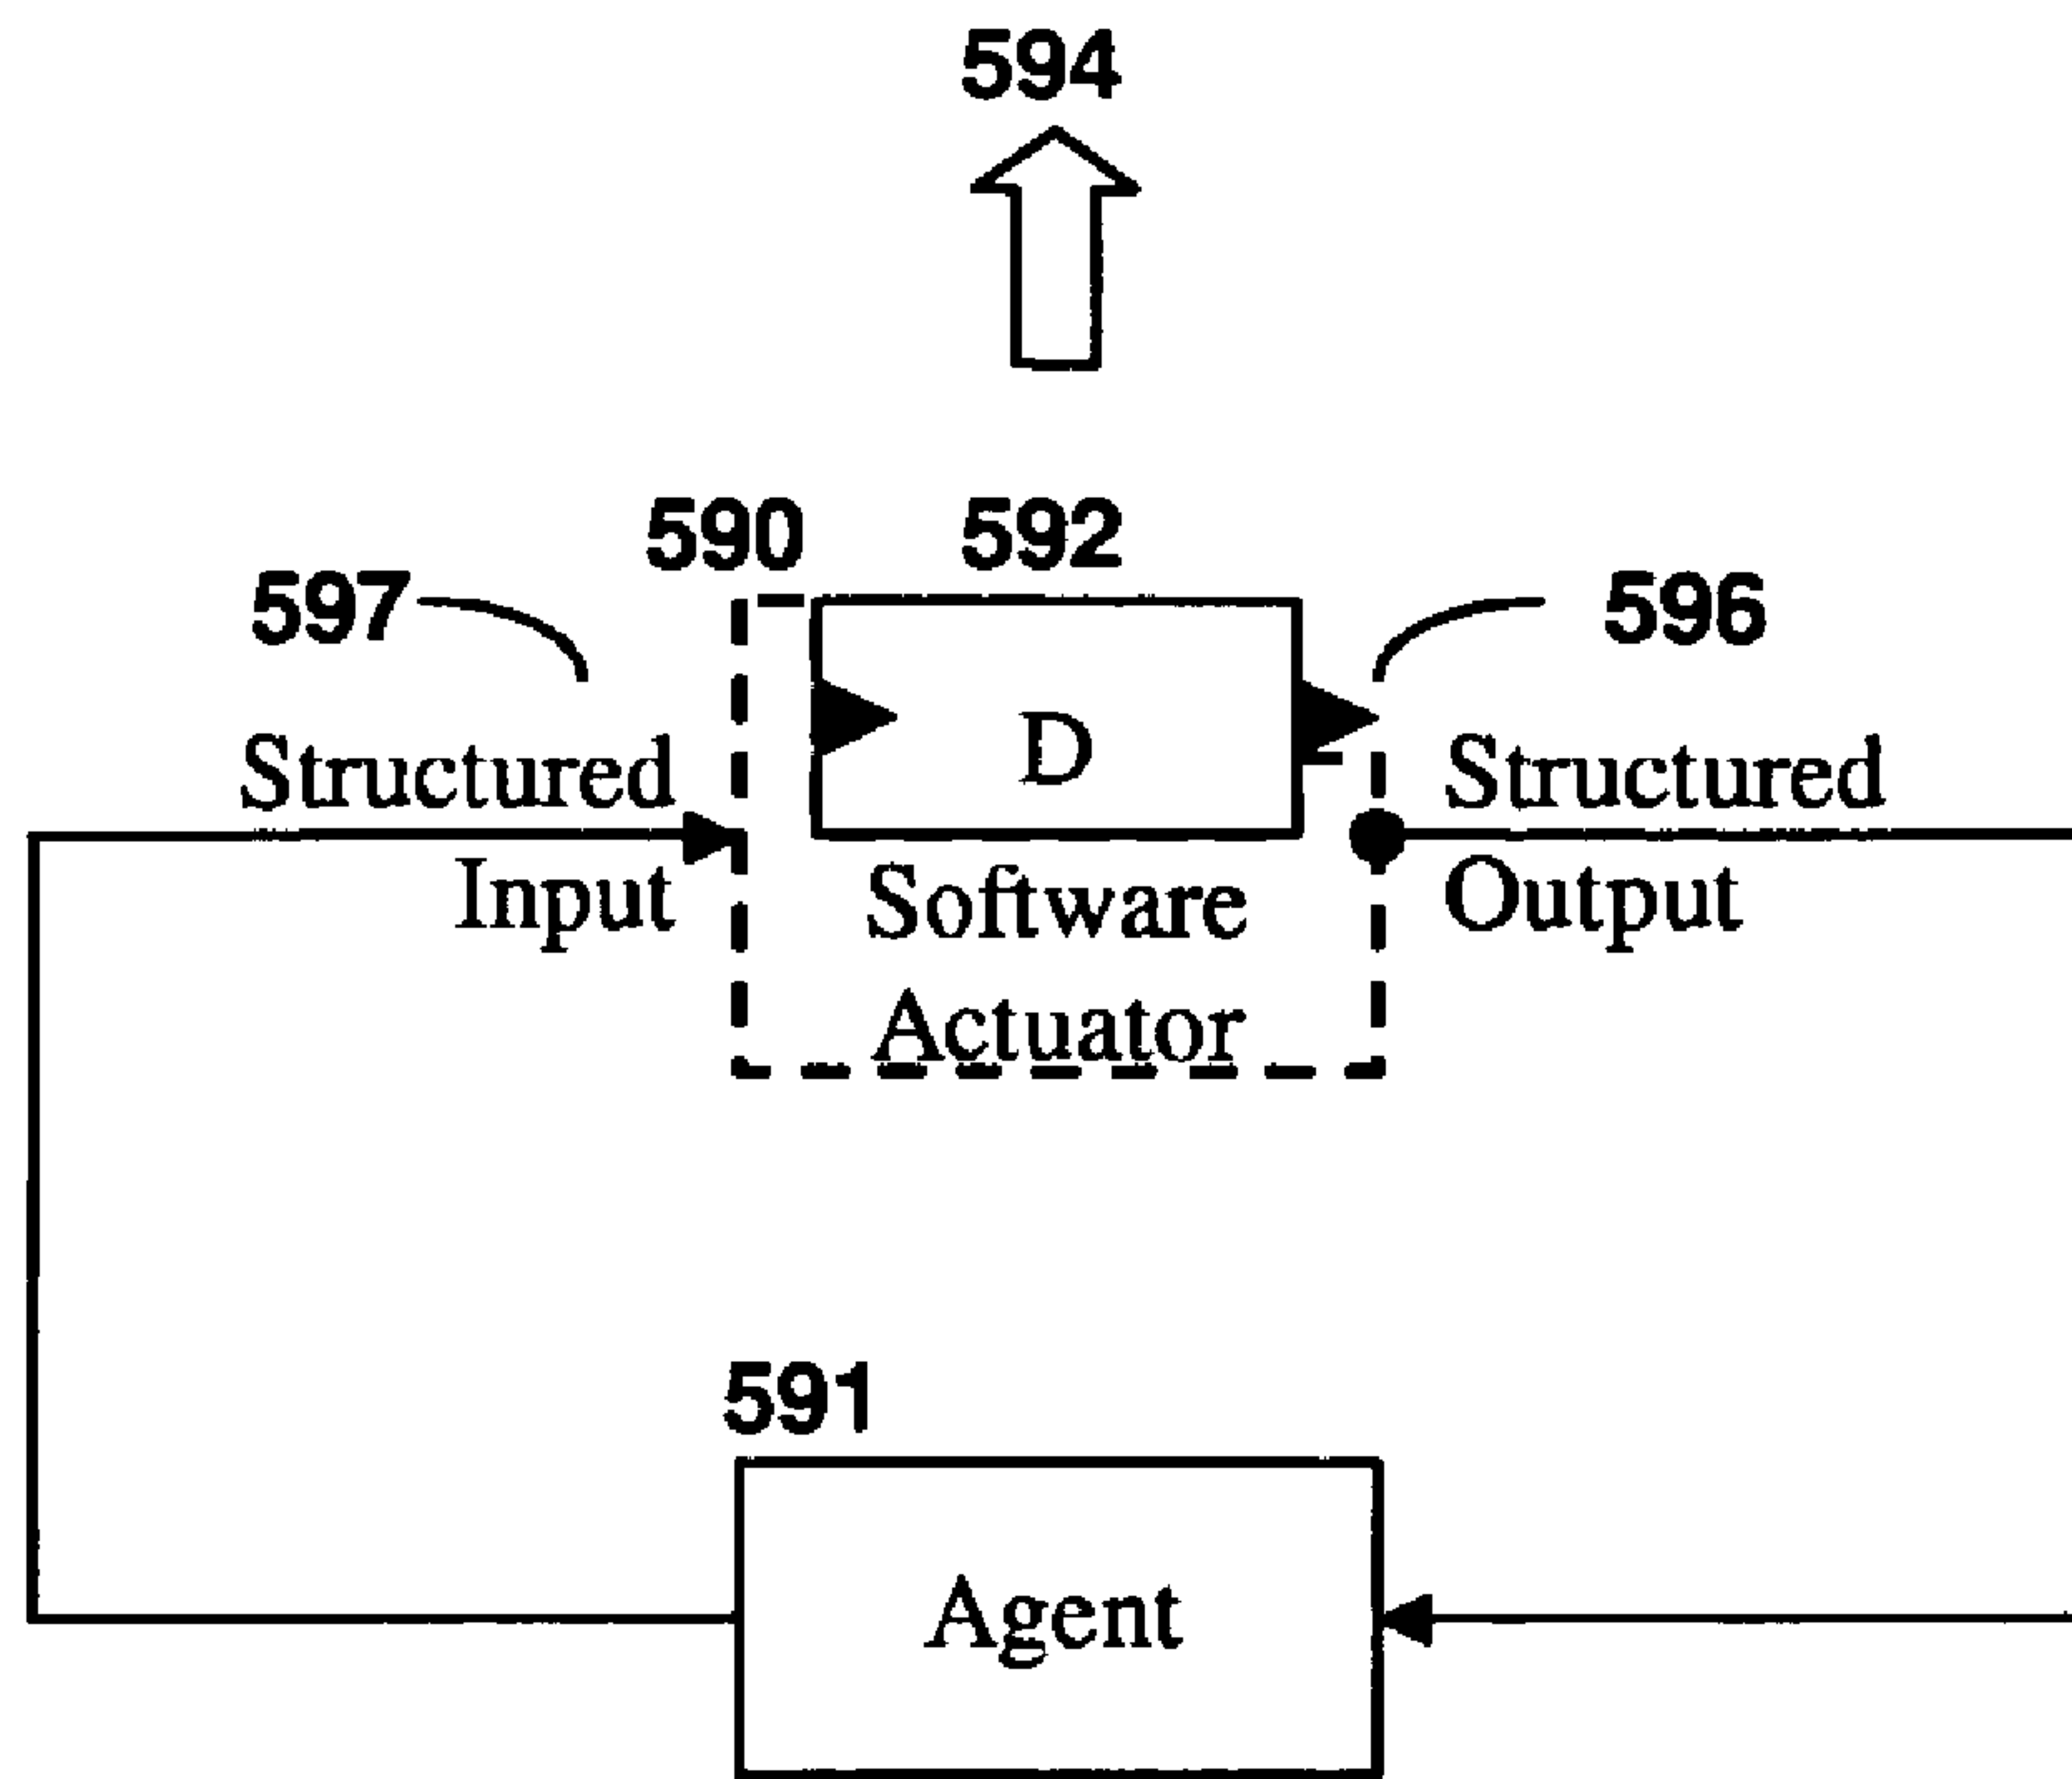 594
590
592
597
596
D
Structured
Input
Software
Actuator
Structured
Output
591
Agent